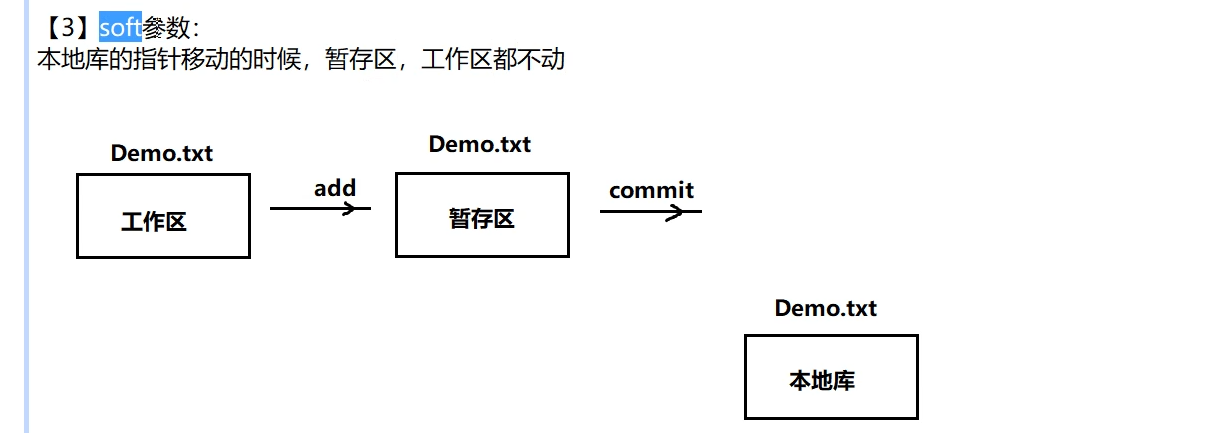 【3】soft參数：
本地库的指针移动的时候，暂存区，工作区都不动
Demo.txt
Demo.txt
add
commit
工作区
暂存区
Demo.txt
本地库